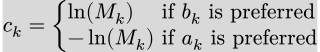 c_k = { ln(M_k) if b_k is preferred
−ln(M_k) if a_k is preferred